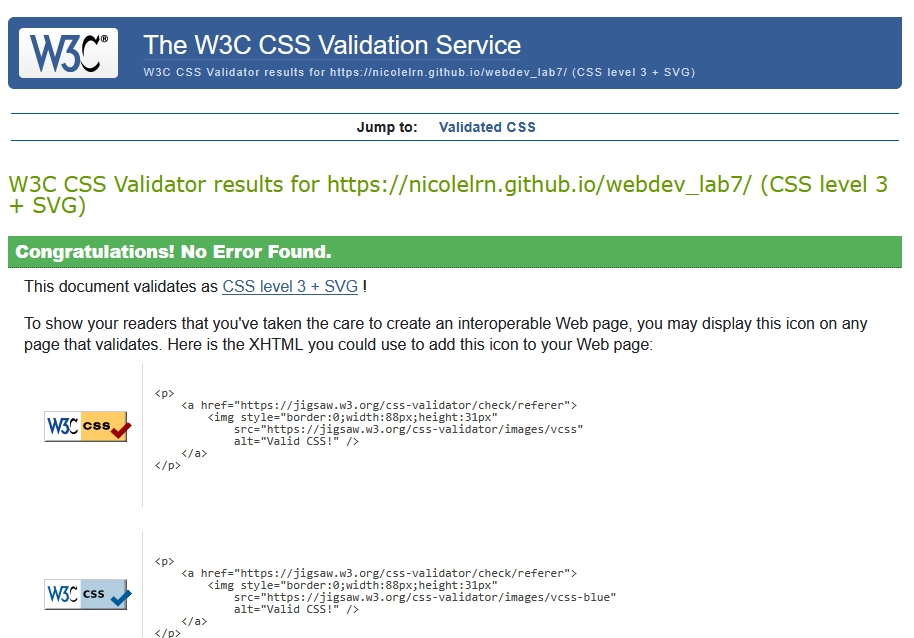 W3C®
The W3C CSS Validation Service
W3C CSS Validator results for https://nicolelrn.github.io/webdev_lab7/ (CSS level 3 + SVG)
Jump to: Validated CSS
W3C CSS Validator results for https://nicolelrn.github.io/webdev_lab7/ (CSS level 3
+ SVG)
Congratulations! No Error Found.
This document validates as CSS level 3 + SVG !
To show your readers that you've taken the care to create an interoperable Web page, you may display this icon on any
page that validates. Here is the XHTML you could use to add this icon to your Web page:
W3C css
<p>
<a href="https://jigsaw.w3.org/css-validator/check/referer">
<img style="border:0;width:88px;height:31px"
src="https://jigsaw.w3.org/css-validator/images/vcss"
alt="Valid CSS!" />
</a>
</p>
W3C css
<p>
<a href="https://jigsaw.w3.org/css-validator/check/referer">
<img style="border:0;width:88px;height:31px"
src="https://jigsaw.w3.org/css-validator/images/vcss-blue"
alt="Valid CSS!" />
</a>
</p>